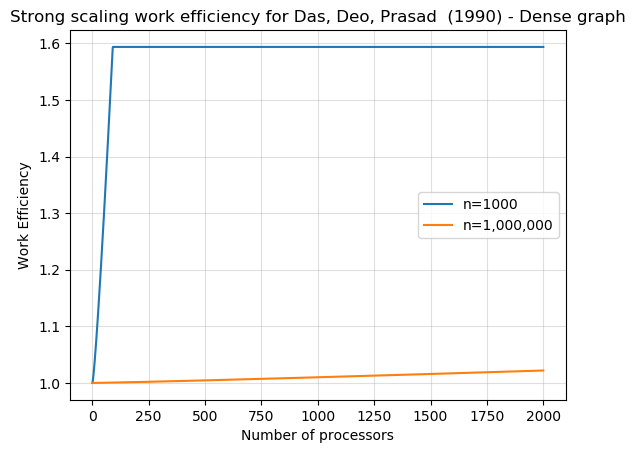 Strong scaling work efficiency for Das, Deo, Prasad  (1990) - Dense graph
1.6
1.5
1.4
1.3
1.2
1.1
1.0
Work Efficiency
n=1000
n=1,000,000
0 250 500 750 1000 1250 1500 1750 2000
Number of processors